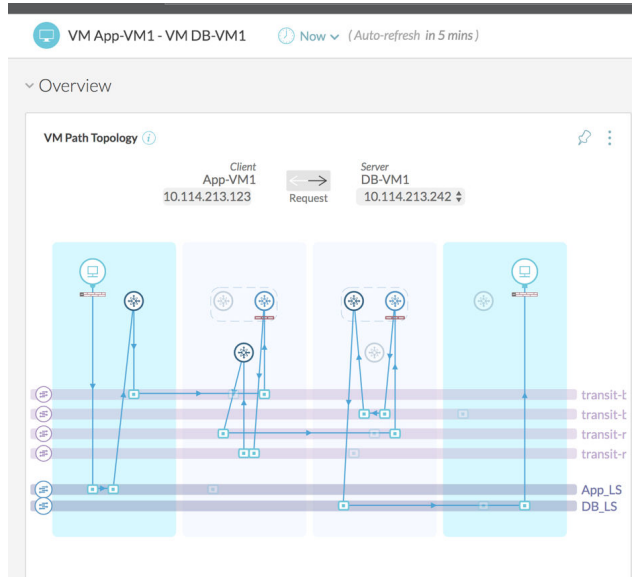 VM App-VM1 - VM DB-VM1 Now (Auto-refresh in 5 mins)
Overview
VM Path Topology
Client
App-VM1
10.114.213.123
Request
Server
DB-VM1
10.114.213.242
transit-b
transit-b
transit-r
transit-r
App_LS
DB_LS